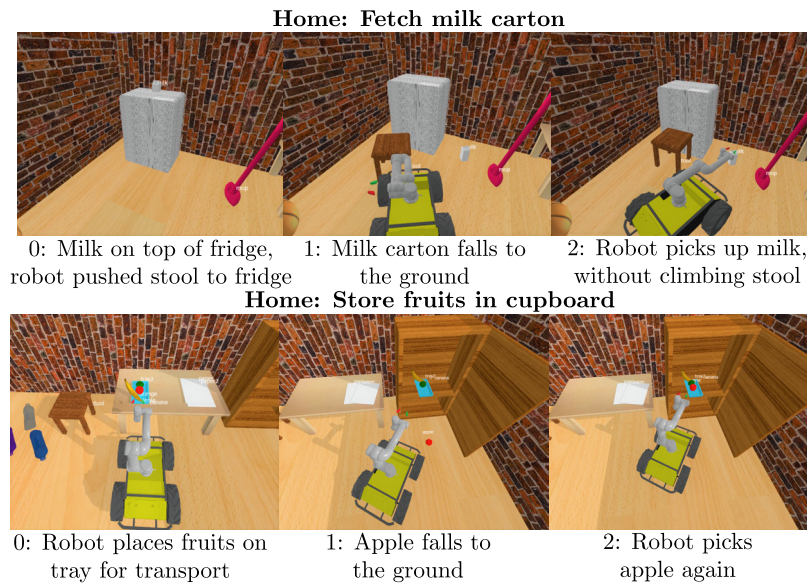 Home: Fetch milk carton
0: Milk on top of fridge,
robot pushed stool to fridge
1: Milk carton falls to
the ground
2: Robot picks up milk,
without climbing stool
Home: Store fruits in cupboard
0: Robot places fruits on
tray for transport
1: Apple falls to
the ground
2: Robot picks
apple again